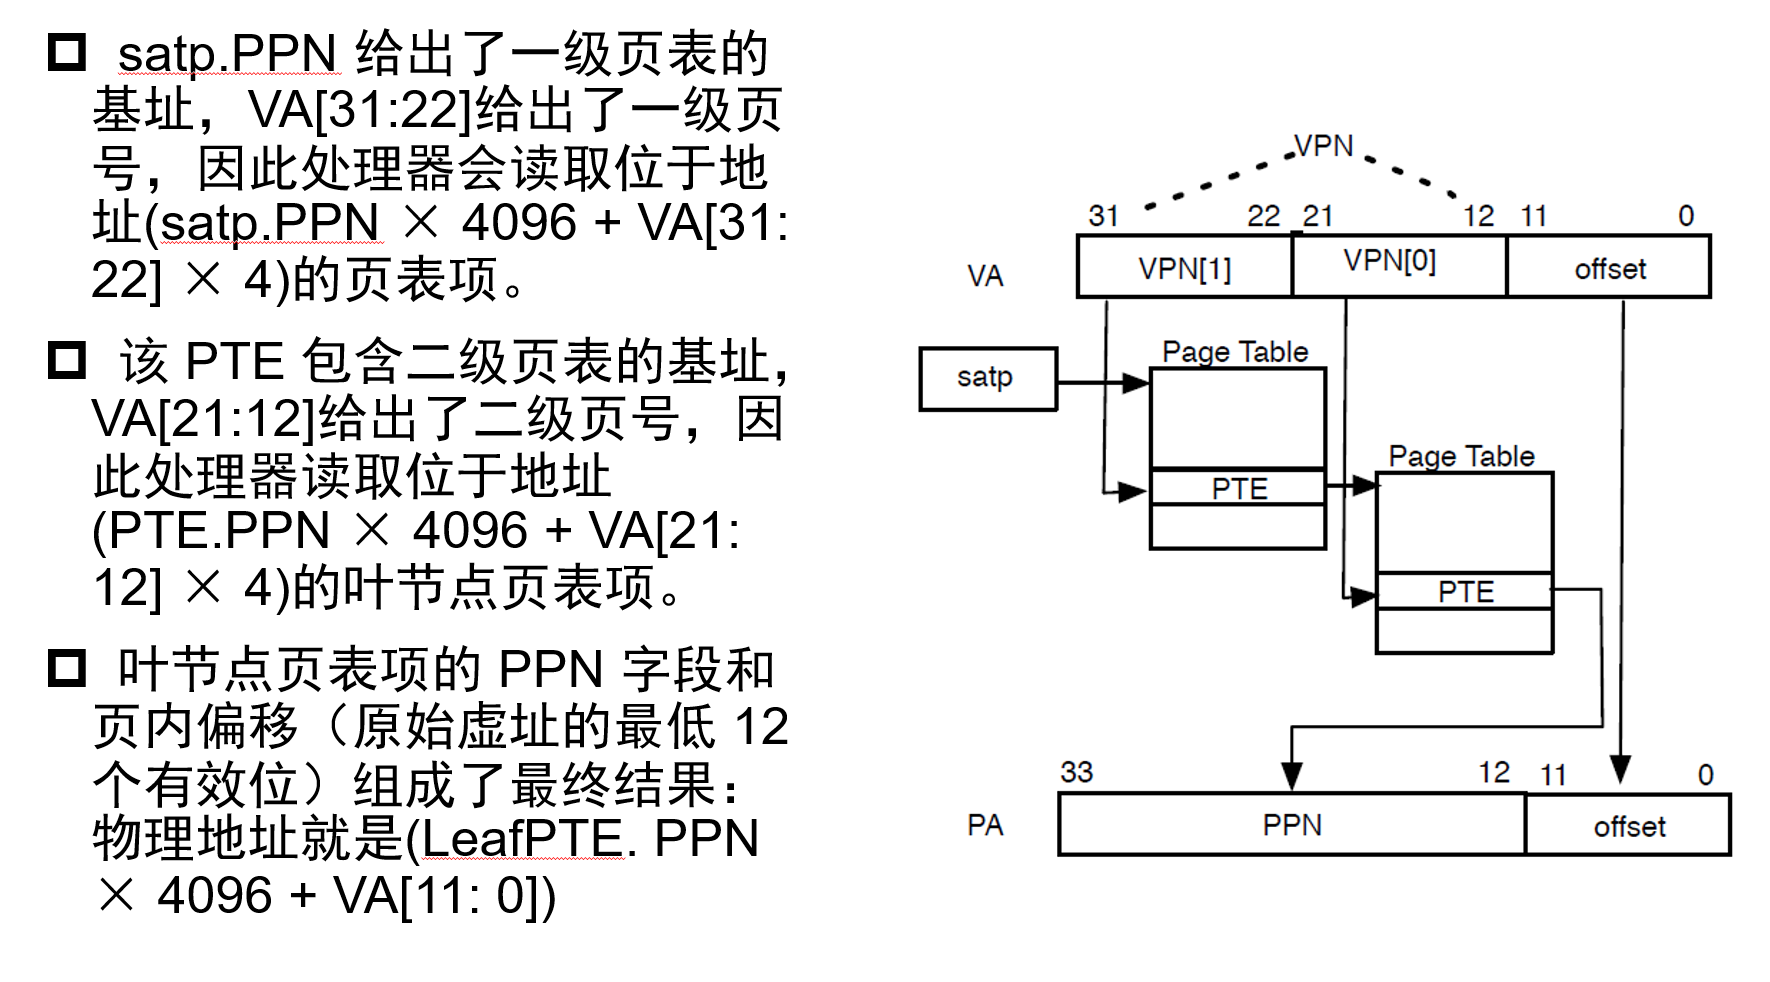 satp.PPN 给出了一级页表的
基址，VA[31:22]给出了一级页
号，因此处理器会读取位于地
址(satp.PPN × 4096 + VA[31:
22] × 4)的页表项。
该 PTE 包含二级页表的基址，
VA[21:12]给出了二级页号，因
此处理器读取位于地址
(PTE.PPN × 4096 + VA[21:
12] × 4)的叶节点页表项。
叶节点页表项的 PPN 字段和
页内偏移（原始虚址的最低 12
个有效位）组成了最终结果：
物理地址就是(LeafPTE. PPN
× 4096 + VA[11: 0])
VPN
31 22 21 12 11 0
VA VPN[1] VPN[0] offset
satp
Page Table
PTE
Page Table
PTE
33 12 11 0
PA PPN offset